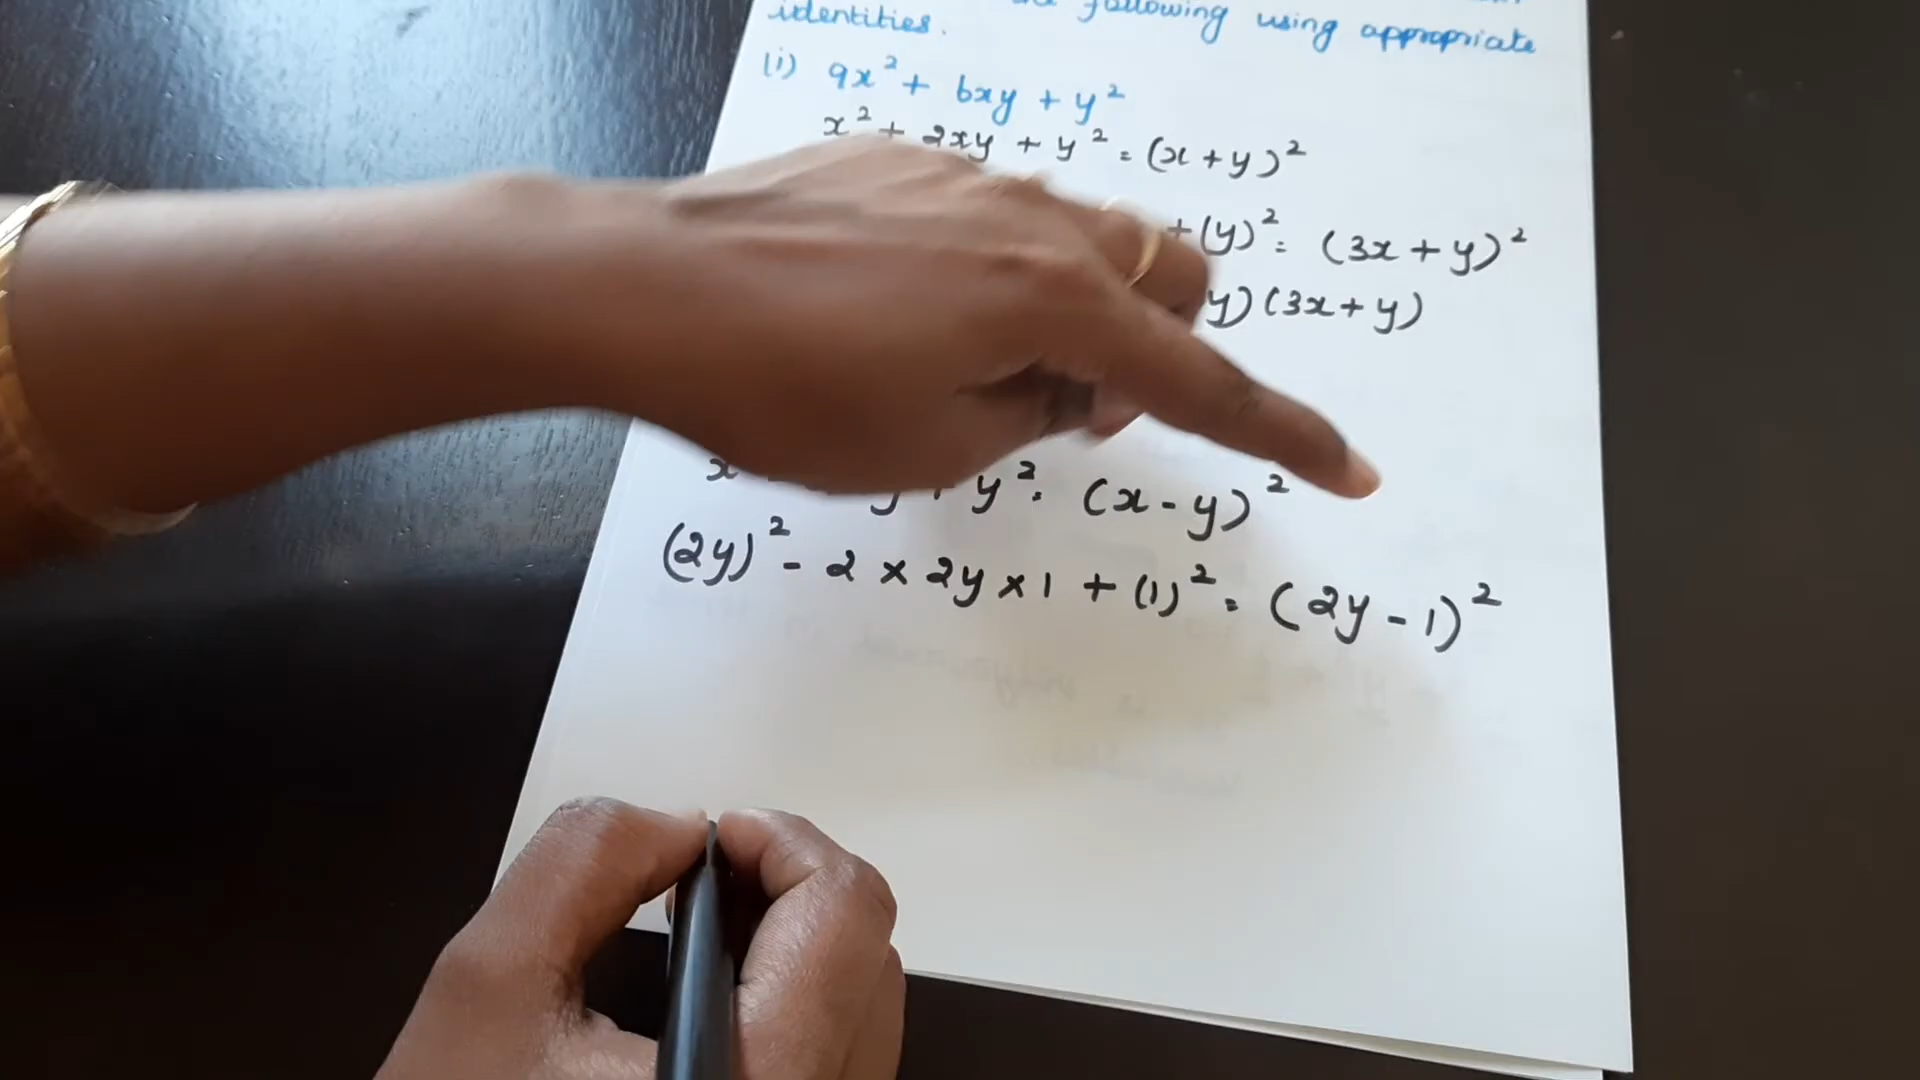 following using appropriate
identities.
(i) 9x² + 6xy + y²
x² + 2xy + y² = (x + y)²
+ (y)² = (3x + y)²
y) (3x + y)
x y + y² = (x - y)²
(2y)² - 2 × 2y × 1 + (1)² = (2y - 1)²